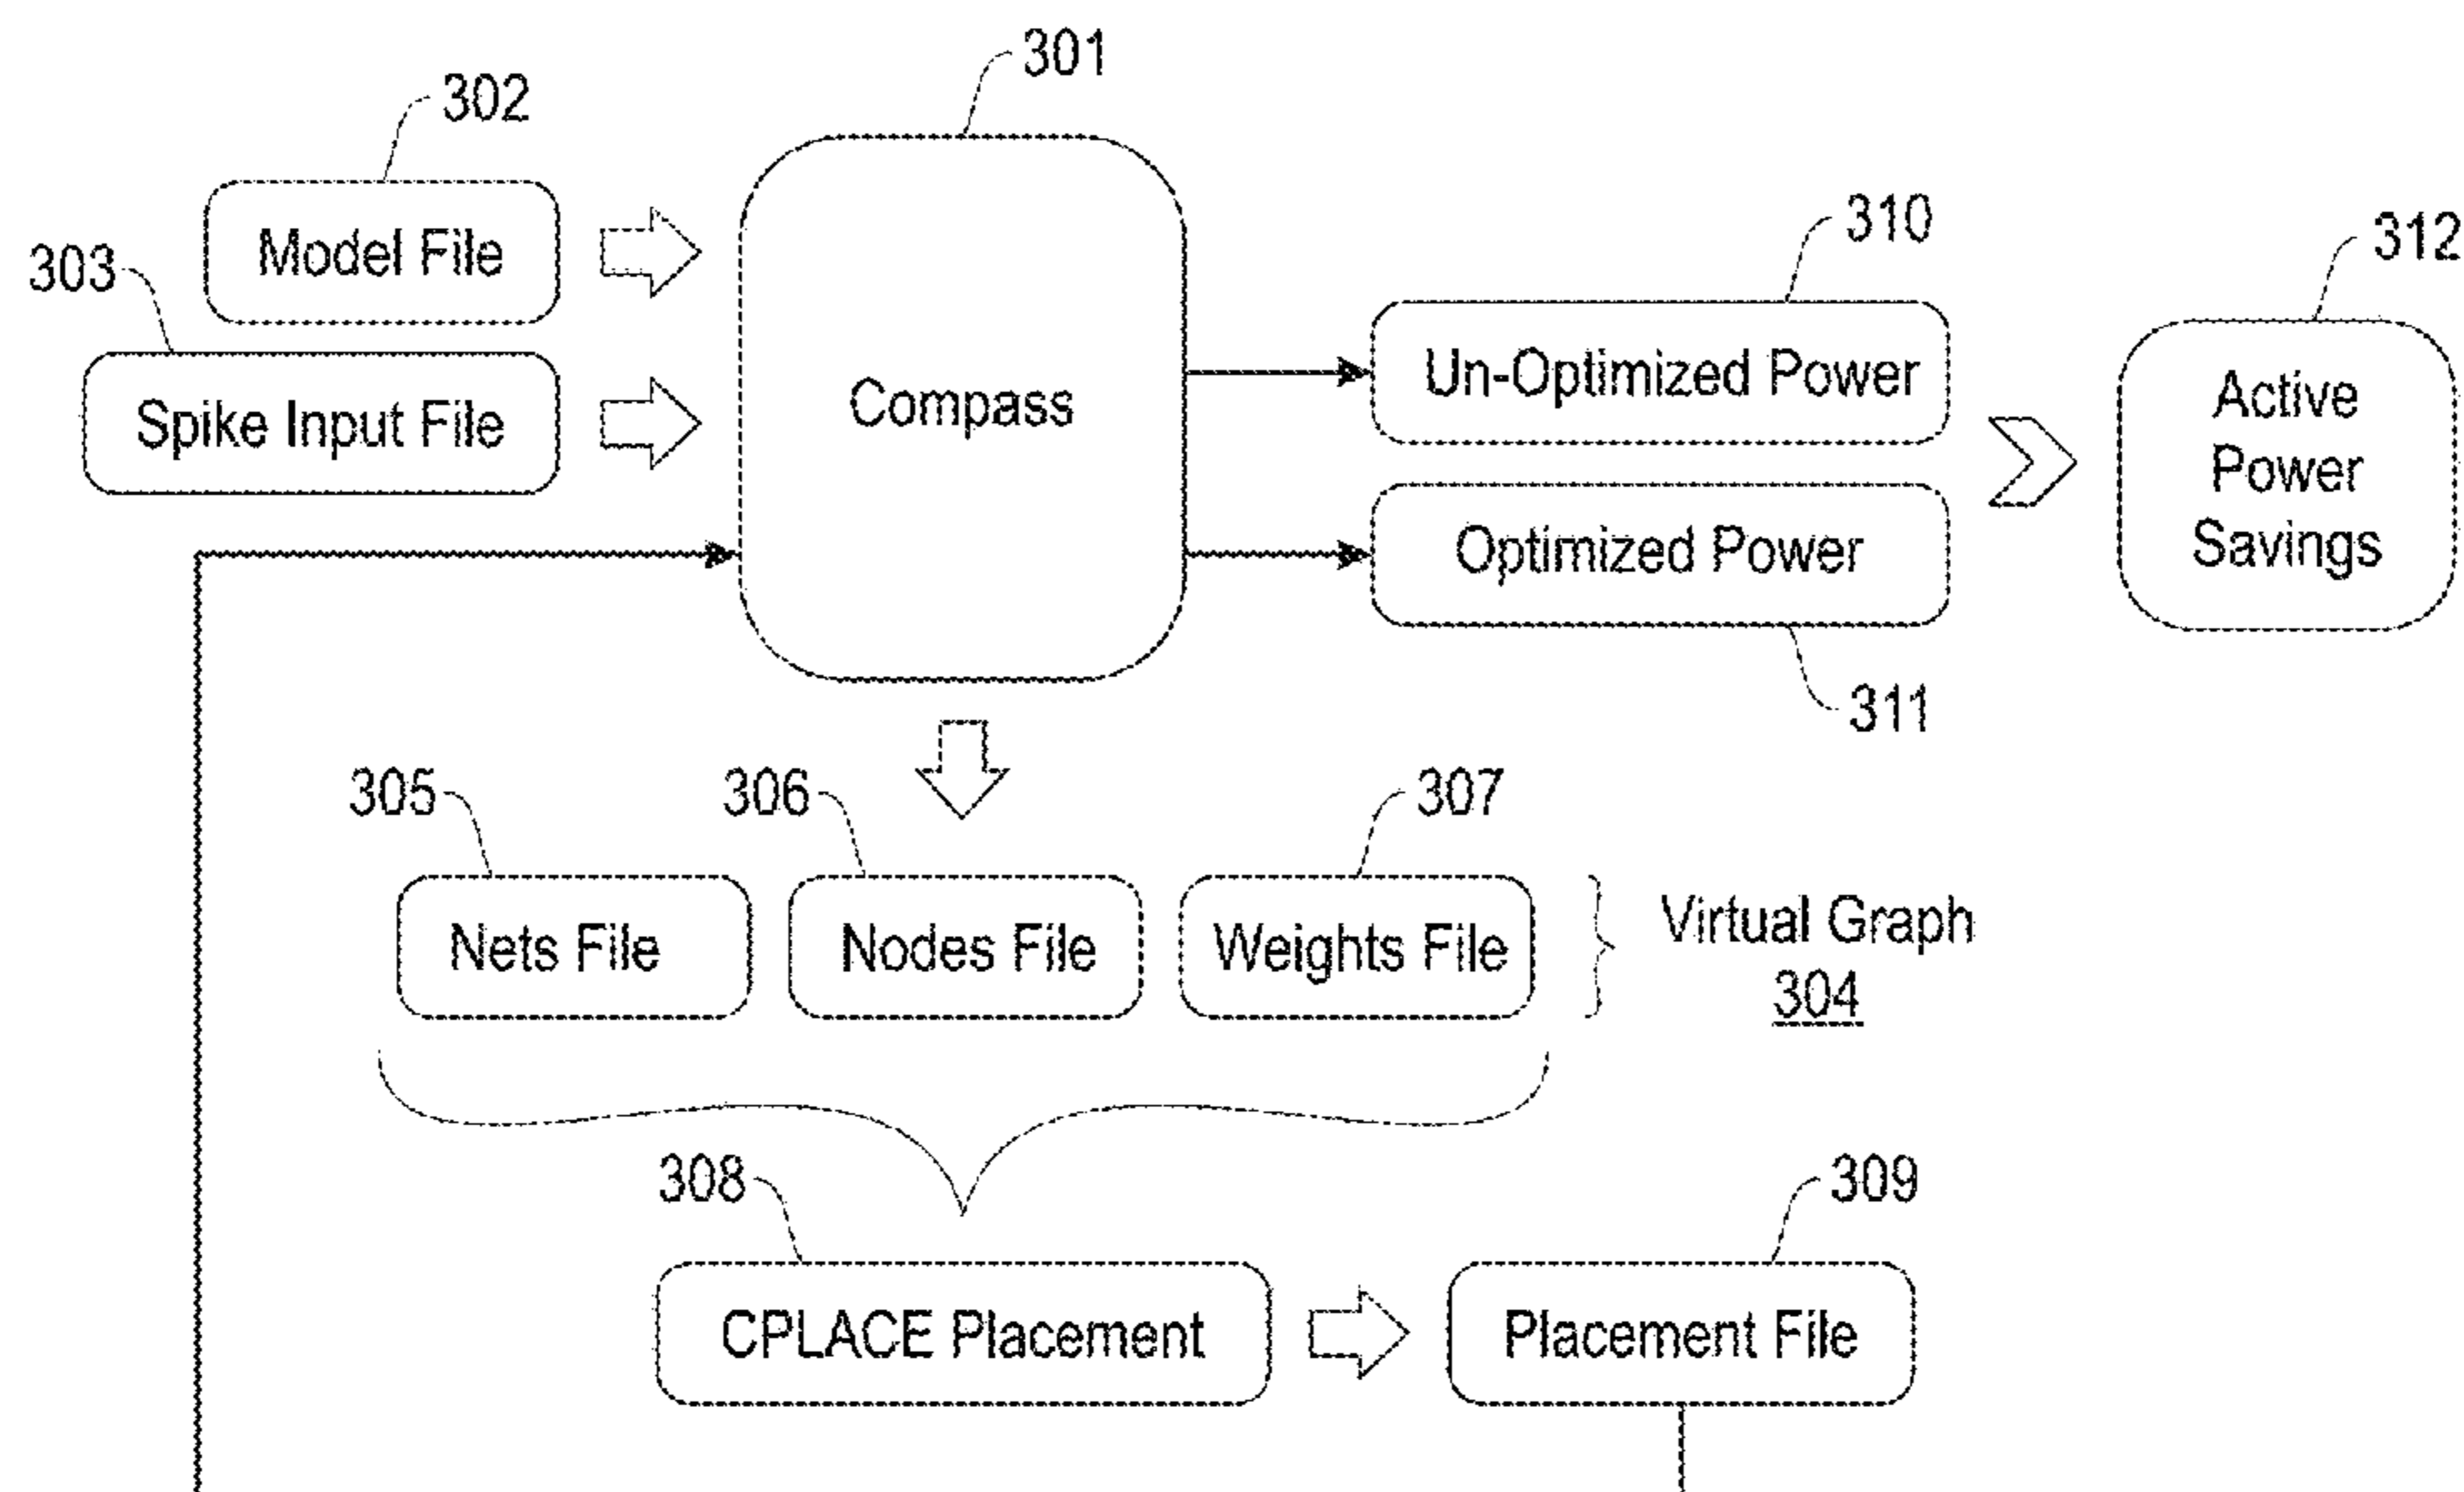 301
302
Model File
303
Spike Input File
Compass
310
Un-Optimized Power
Optimized Power
311
312
Active
Power
Savings
305
306
307
Nets File
Nodes File
Weights File
Virtual Graph
304
308
309
CPLACE Placement
Placement File